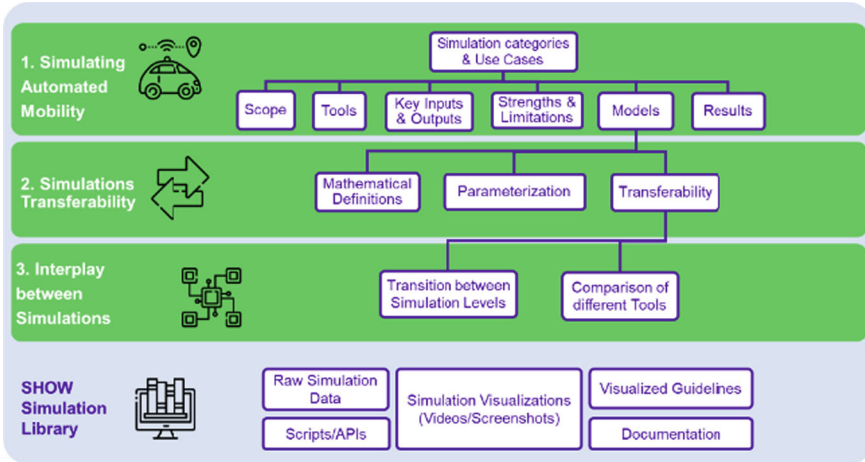 1. Simulating
Automated
Mobility
Simulation categories
& Use Cases
Scope
Tools
Key Inputs
& Outputs
Strengths &
Limitations
Models
Results
2. Simulations
Transferability
Mathematical
Definitions
Parameterization
Transferability
3. Interplay
between
Simulations
Transition between
Simulation Levels
Comparison of
different Tools
SHOW
Simulation
Library
Raw Simulation
Data
Scripts/APIs
Simulation Visualizations
(Videos/Screenshots)
Visualized Guidelines
Documentation